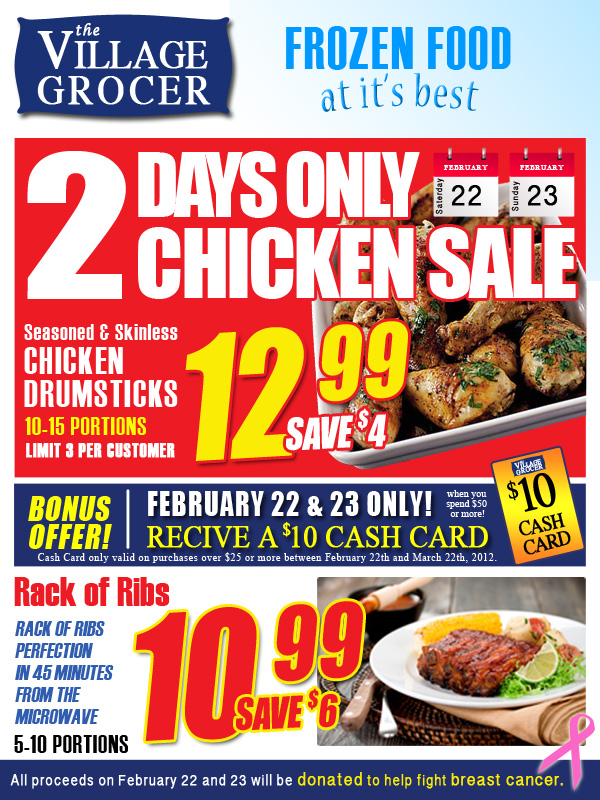 the
VILLAGE
GROCER
FROZEN FOOD
at it's best
2 DAYS ONLY
CHICKEN SALE
FEBRUARY
Saterday
22
FEBRUARY
Sunday
23
Seasoned & Skinless
CHICKEN
DRUMSTICKS
10-15 PORTIONS
LIMIT 3 PER CUSTOMER
12 99
SAVE $4
BONUS
OFFER!
FEBRUARY 22 & 23 ONLY!
when you
spend $50
or more!
RECIVE A $10 CASH CARD
Cash Card only valid on purchases over $25 or more between February 22th and March 22th, 2012.
VILLAGE
GROCER
$10
CASH
CARD
Rack of Ribs
RACK OF RIBS
PERFECTION
IN 45 MINUTES
FROM THE
MICROWAVE
5-10 PORTIONS
10 99
SAVE $6
All proceeds on February 22 and 23 will be donated to help fight breast cancer.